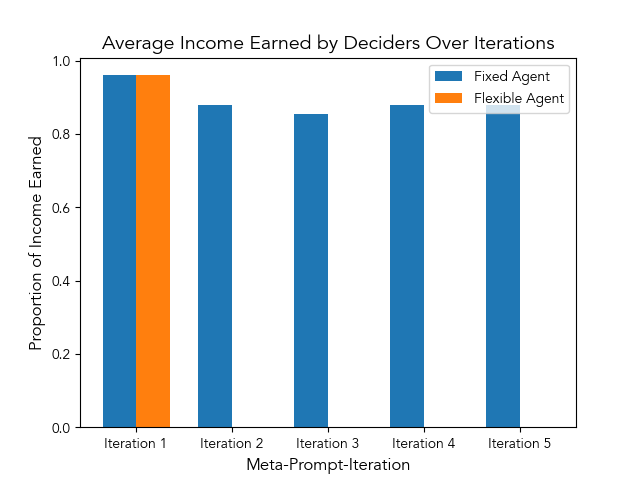 Average Income Earned by Deciders Over Iterations
Fixed Agent
Flexible Agent
Proportion of Income Earned
1.0
0.8
0.6
0.4
0.2
0.0
Iteration 1
Iteration 2
Iteration 3
Iteration 4
Iteration 5
Meta-Prompt-Iteration